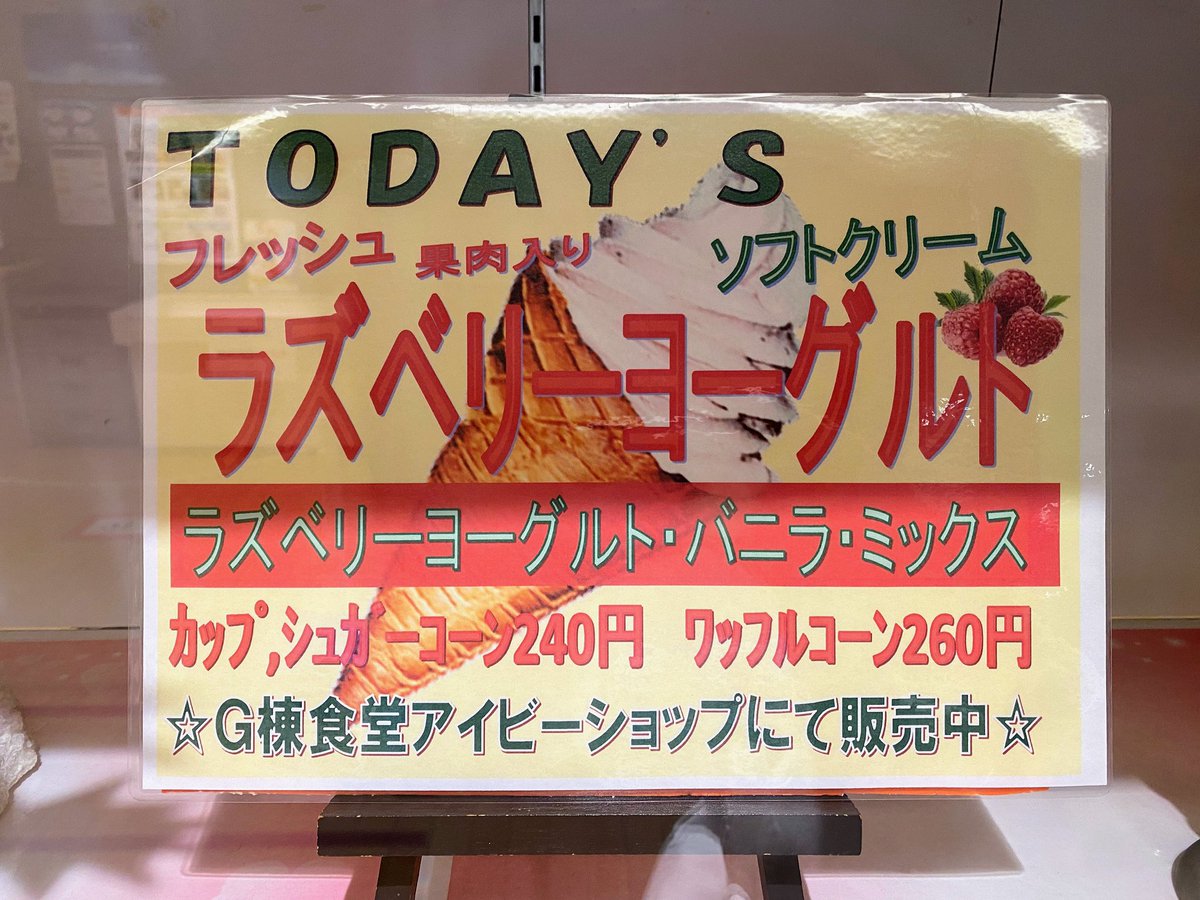 TODAY'S
フレッシュ 果肉入り ソフトクリーム
ラズベリーヨーグルト
ラズベリーヨーグルト・バニラ・ミックス
カップ,シュガーコーン240円 ワッフルコーン260円
☆G棟食堂アイビーショップにて販売中☆